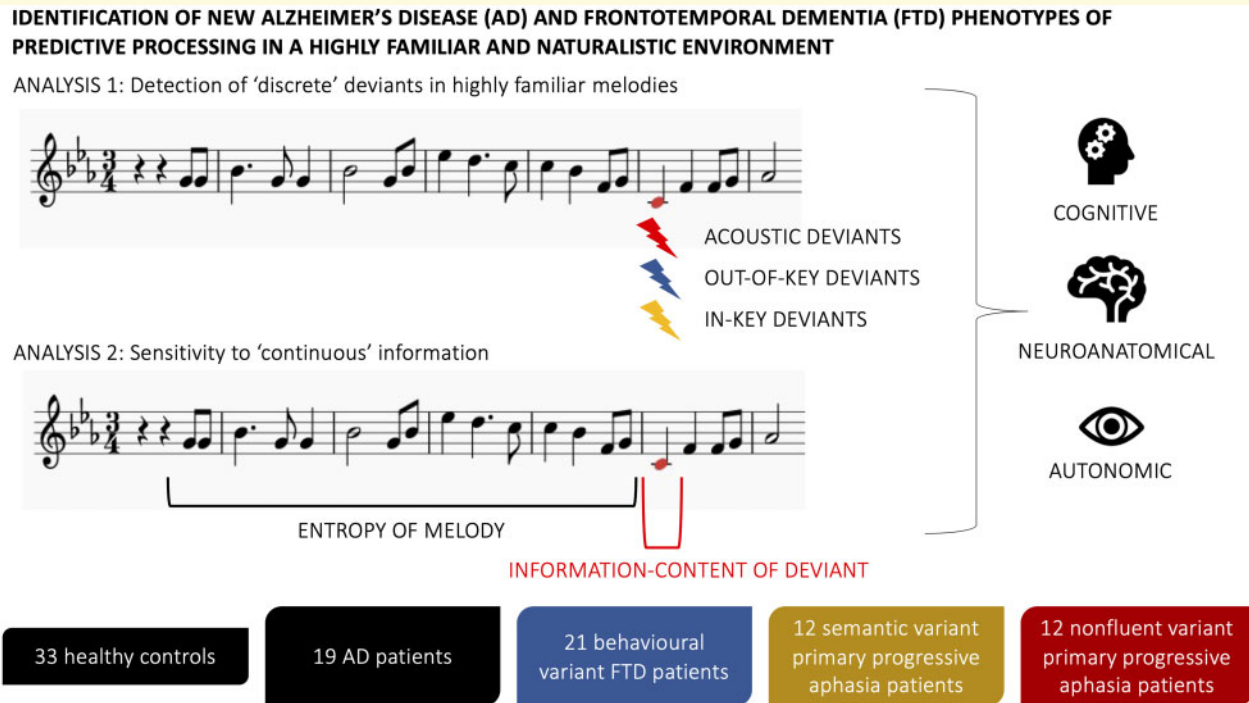 IDENTIFICATION OF NEW ALZHEIMER'S DISEASE (AD) AND FRONTOTEMPORAL DEMENTIA (FTD) PHENOTYPES OF
PREDICTIVE PROCESSING IN A HIGHLY FAMILIAR AND NATURALISTIC ENVIRONMENT
ANALYSIS 1: Detection of ‘discrete’ deviants in highly familiar melodies
3
4
ACOUSTIC DEVIANTS
OUT-OF-KEY DEVIANTS
IN-KEY DEVIANTS
ANALYSIS 2: Sensitivity to ‘continuous’ information
3
4
ENTROPY OF MELODY
INFORMATION-CONTENT OF DEVIANT
COGNITIVE
NEUROANATOMICAL
AUTONOMIC
33 healthy controls
19 AD patients
21 behavioural
variant FTD patients
12 semantic variant
primary progressive
aphasia patients
12 nonfluent variant
primary progressive
aphasia patients